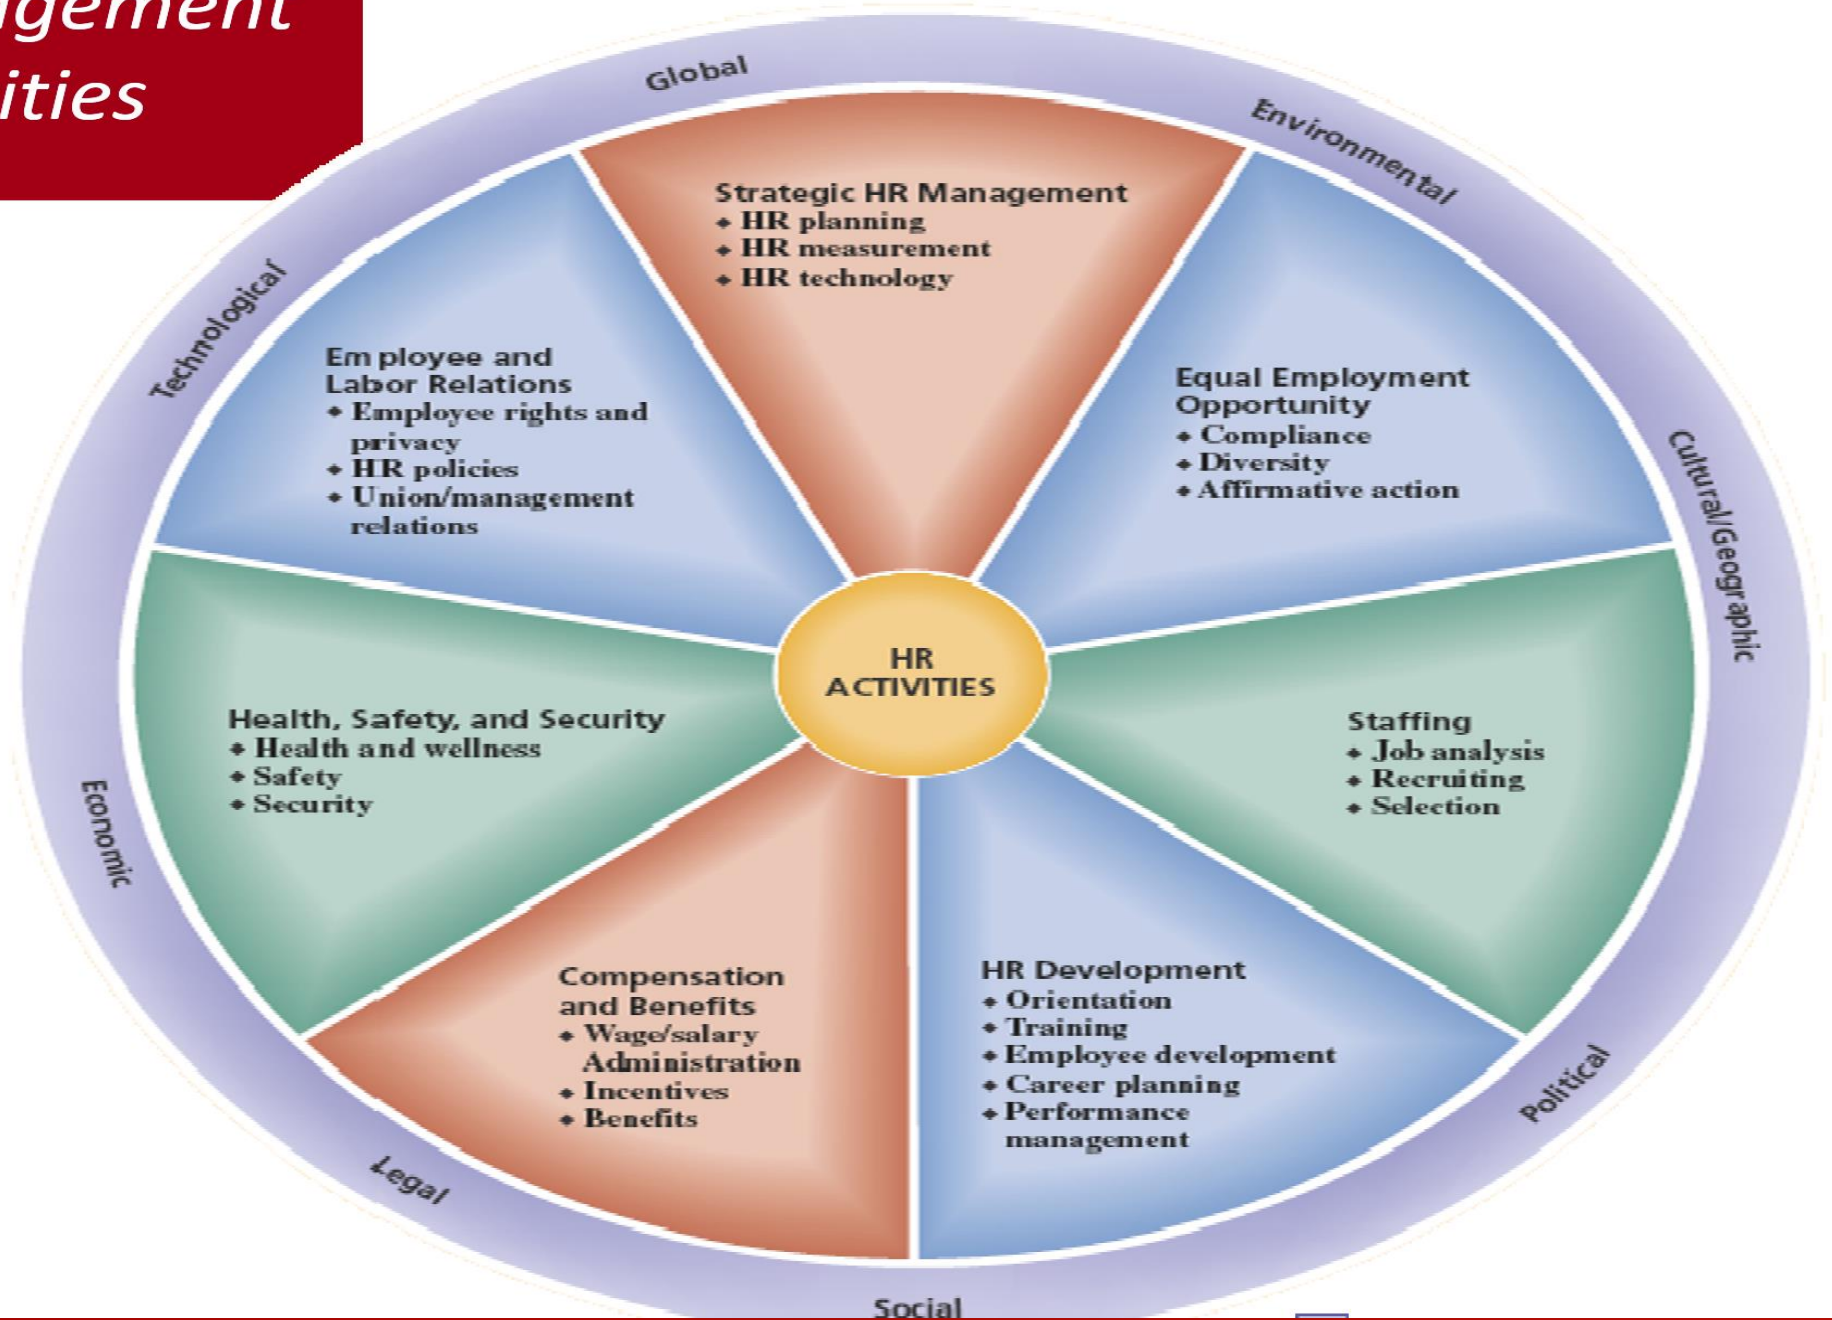 agement
ities
Global
Environmental
Cultural/Geographic
Political
Social
Legal
Economic
Technological
Strategic HR Management
◆ HR planning
◆ HR measurement
◆ HR technology
Equal Employment
Opportunity
◆ Compliance
◆ Diversity
◆ Affirmative action
Staffing
◆ Job analysis
◆ Recruiting
◆ Selection
HR Development
◆ Orientation
◆ Training
◆ Employee development
◆ Career planning
◆ Performance
management
Compensation
and Benefits
◆ Wage/salary
Administration
◆ Incentives
◆ Benefits
Health, Safety, and Security
◆ Health and wellness
◆ Safety
◆ Security
Employee and
Labor Relations
◆ Employee rights and
privacy
◆ HR policies
◆ Union/management
relations
HR
ACTIVITIES